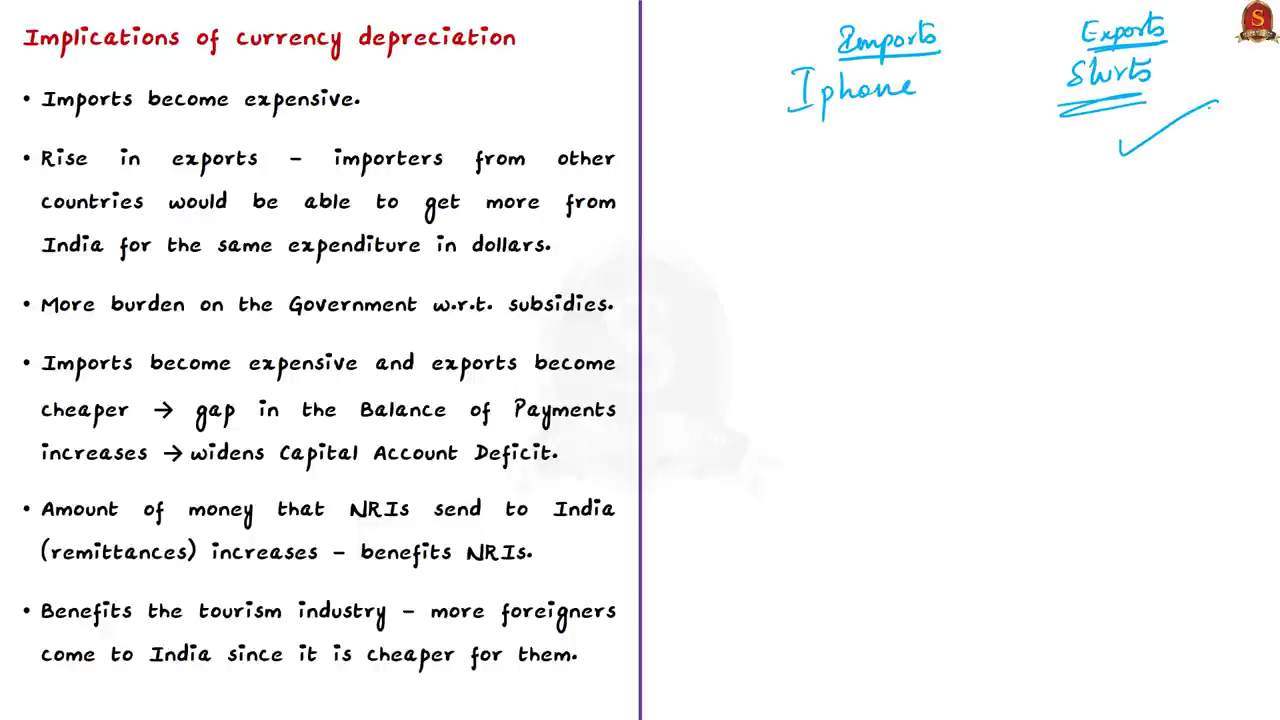 Implications of currency depreciation
• Imports become expensive.
• Rise in exports – importers from other
countries would be able to get more from
India for the same expenditure in dollars.
• More burden on the Government w.r.t. subsidies.
• Imports become expensive and exports become
cheaper → gap in the Balance of Payments
increases → widens Capital Account Deficit.
• Amount of money that NRIs send to India
(remittances) increases – benefits NRIs.
• Benefits the tourism industry – more foreigners
come to India since it is cheaper for them.
Imports
Iphone
Exports
Shirts
S